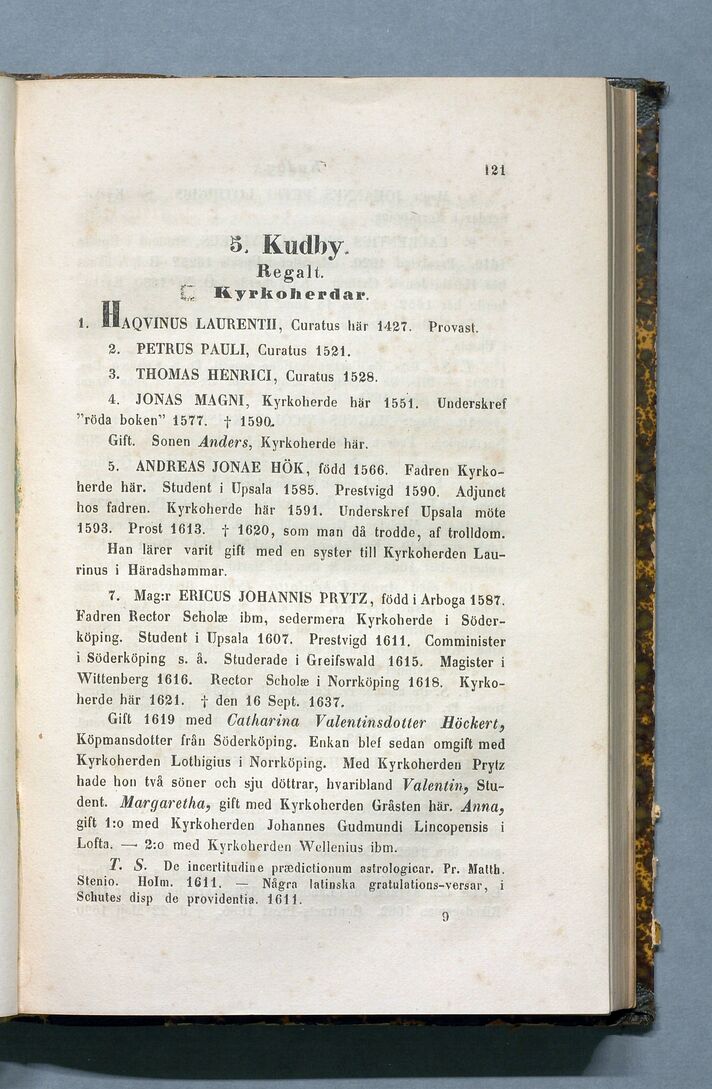 121
5. Kudby.
Regalt.
Kyrkoherdar.
1. HAQVINUS LAURENTII, Curatus här 1427. Provast.
2. PETRUS PAULI, Curatus 1521.
3. THOMAS HENRICI, Curatus 1528.
4. JONAS MAGNI, Kyrkoherde här 1551. Underskref
”röda boken” 1577. † 1590.
Gift. Sonen Anders, Kyrkoherde här.
5. ANDREAS JONAE HÖK, född 1566. Fadren Kyrko-
herde här. Student i Upsala 1585. Prestvigd 1590. Adjunct
hos fadren. Kyrkoherde här 1591. Underskref Upsala möte
1593. Prost 1613. † 1620, som man då trodde, af trolldom.
Han lärer varit gift med en syster till Kyrkoherden Lau-
rinus i Häradshammar.
7. Mag:r ERICUS JOHANNIS PRYTZ, född i Arboga 1587.
Fadren Rector Scholæ ibm, sedermera Kyrkoherde i Söder-
köping. Student i Upsala 1607. Prestvigd 1611. Comminister
i Söderköping s. å. Studerade i Greifswald 1615. Magister i
Wittenberg 1616. Rector Scholæ i Norrköping 1618. Kyrko-
herde här 1621. † den 16 Sept. 1637.
Gift 1619 med Catharina Valentinsdotter Höckert,
Köpmansdotter från Söderköping. Enkan blef sedan omgift med
Kyrkoherden Lothigius i Norrköping. Med Kyrkoherden Prytz
hade hon två söner och sju döttrar, hvaribland Valentin, Stu-
dent. Margaretha, gift med Kyrkoherden Gråsten här. Anna,
gift 1:o med Kyrkoherden Johannes Gudmundi Lincopensis i
Lofta. — 2:o med Kyrkoherden Wellenius ibm.
T. S. De incertitudine prædictionum astrologicar. Pr. Matth.
Stenio. Holm. 1611. — Några latinska gratulations-versar, i
Schutes disp de providentia. 1611.
9